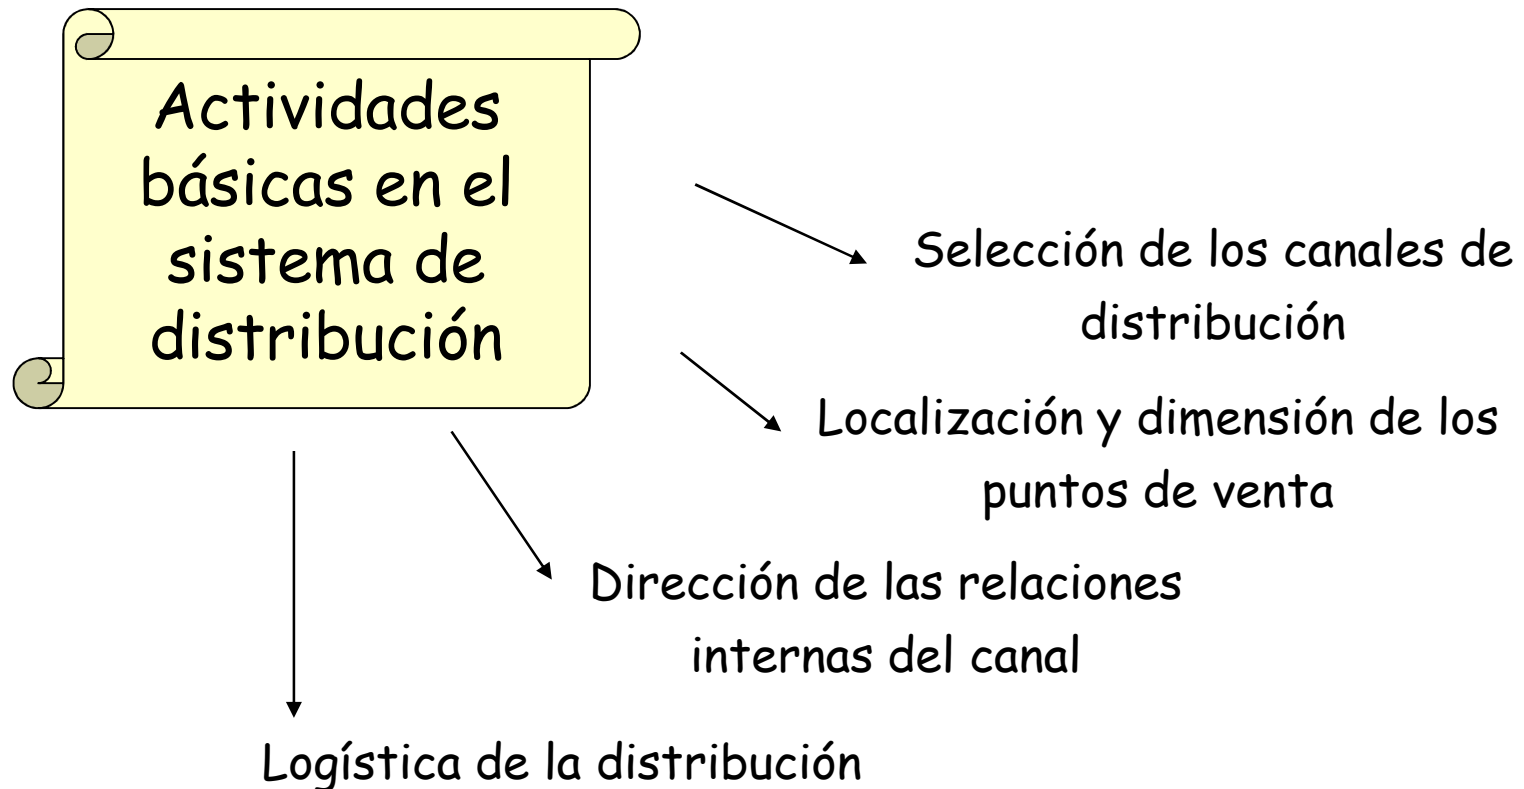 Actividades
básicas en el
sistema de
distribución
Selección de los canales de
distribución
Localización y dimensión de los
puntos de venta
Dirección de las relaciones
internas del canal
Logística de la distribución